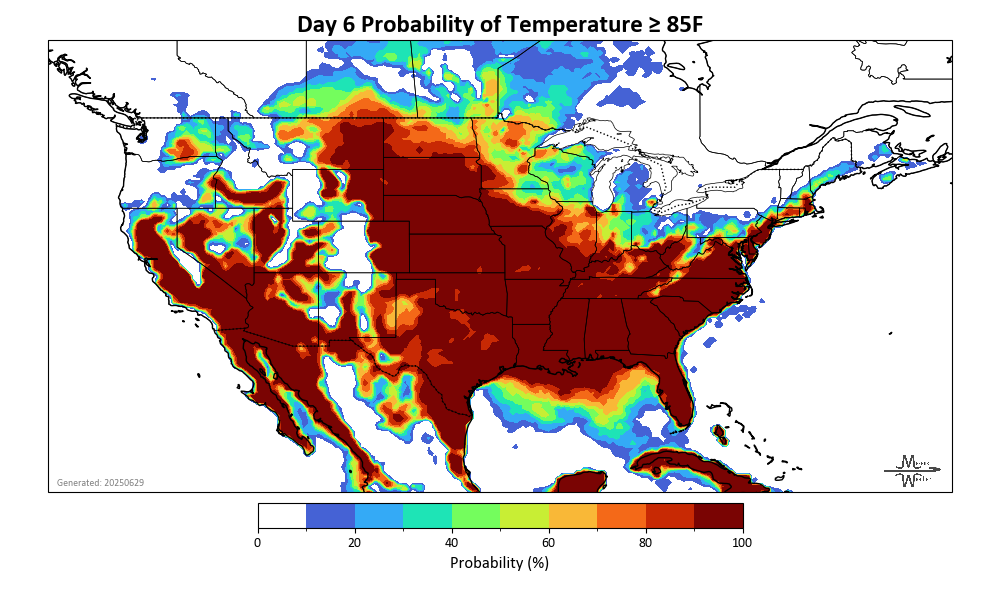 Day 6 Probability of Temperature ≥ 85F
Generated: 20250629
0 20 40 60 80 100
Probability (%)